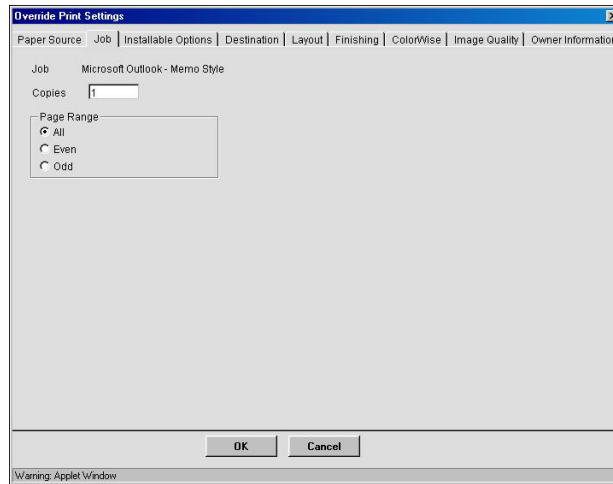 Override Print Settings
Paper Source Job Installable Options Destination Layout Finishing ColorWise Image Quality Owner Information
Job Microsoft Outlook - Memo Style
Copies 1
Page Range
All
Even
Odd
OK Cancel
Warning: Applet Window